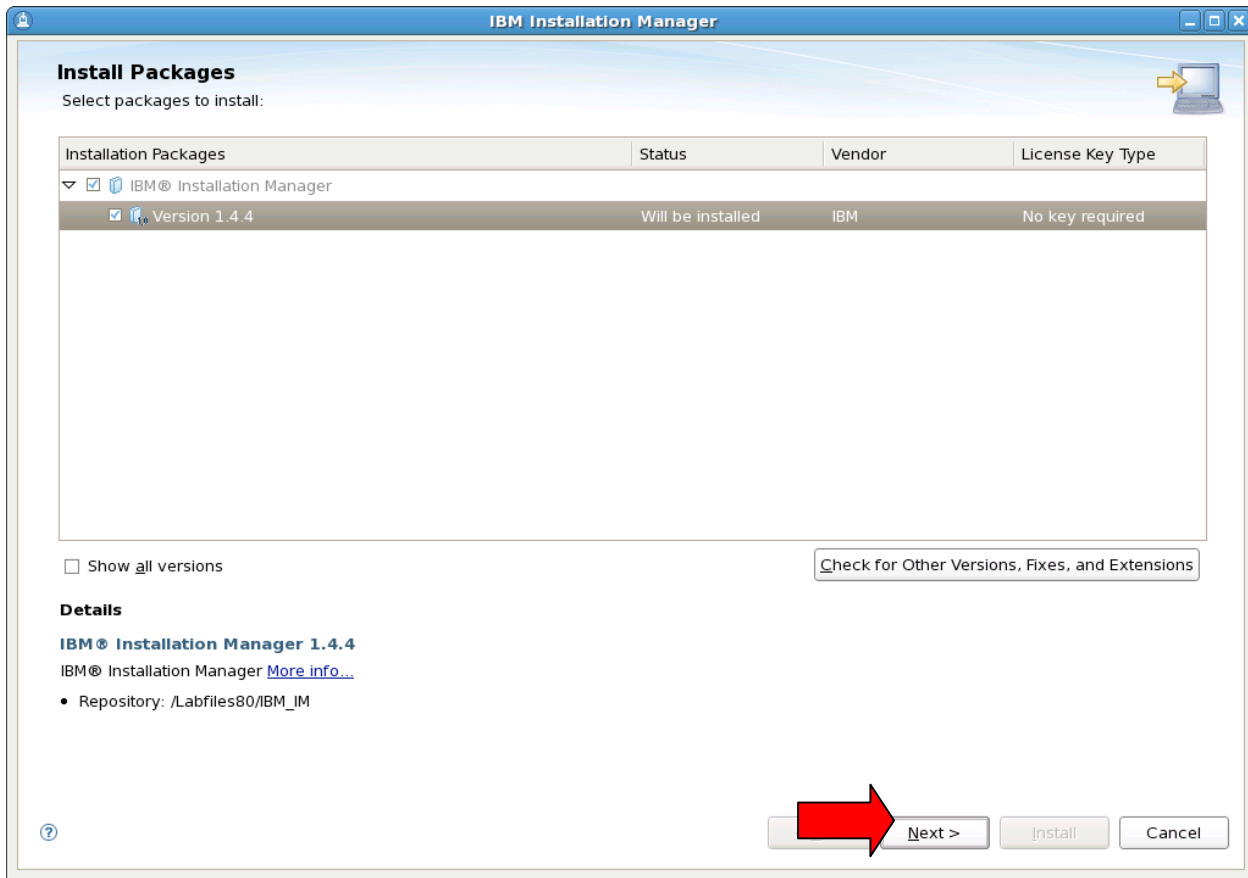 IBM Installation Manager
Install Packages
Select packages to install:
Installation Packages Status Vendor License Key Type
IBM® Installation Manager
Version 1.4.4 Will be installed IBM No key required
Show all versions
Check for Other Versions, Fixes, and Extensions
Details
IBM® Installation Manager 1.4.4
IBM® Installation Manager More info...
• Repository: /Labfiles80/IBM_IM
? Next > Install Cancel